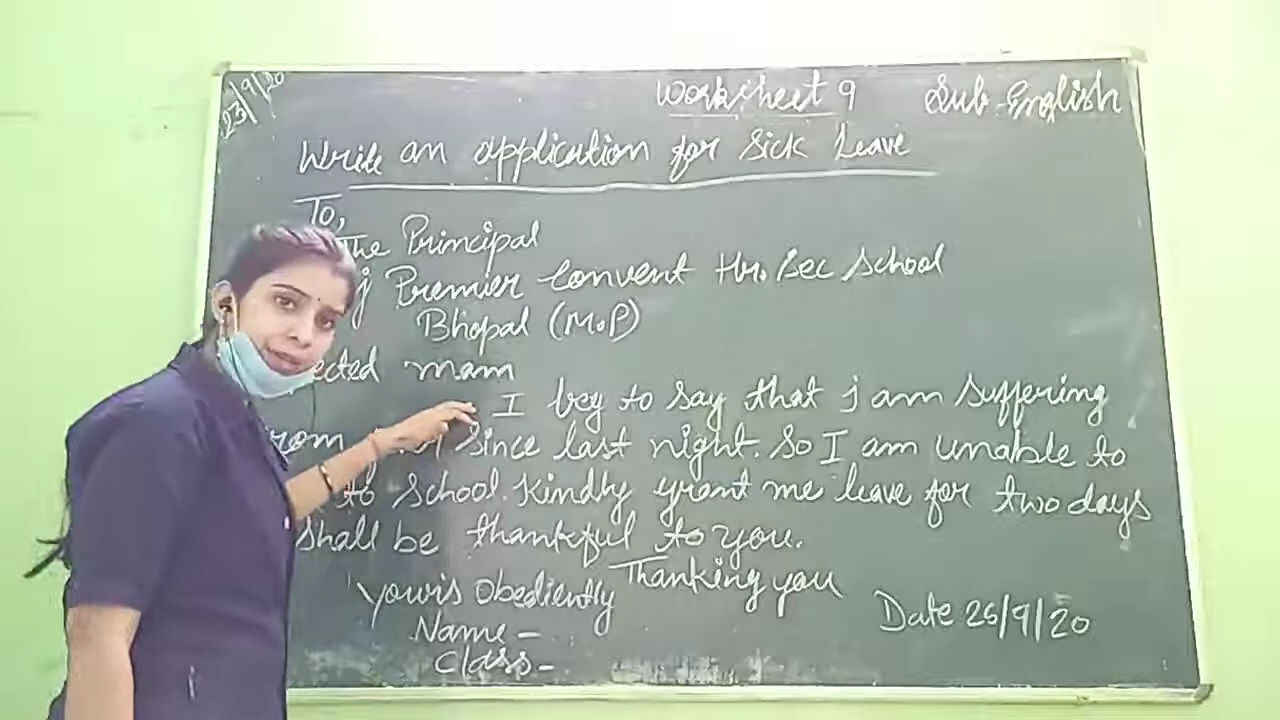 23/9/20
Worksheet 9 Sub-English
Write an application for Sick Leave
To,
The Principal
Premier Convent Hr. Sec School
Bhopal (M.P)
ected mam
I beg to say that j am suffering
rom since last night. So I am unable to
to School. Kindly grant me leave for two days
shall be thankful to you.
Thanking you
Your's Obediently
Name -
Class -
Date 26/9/20